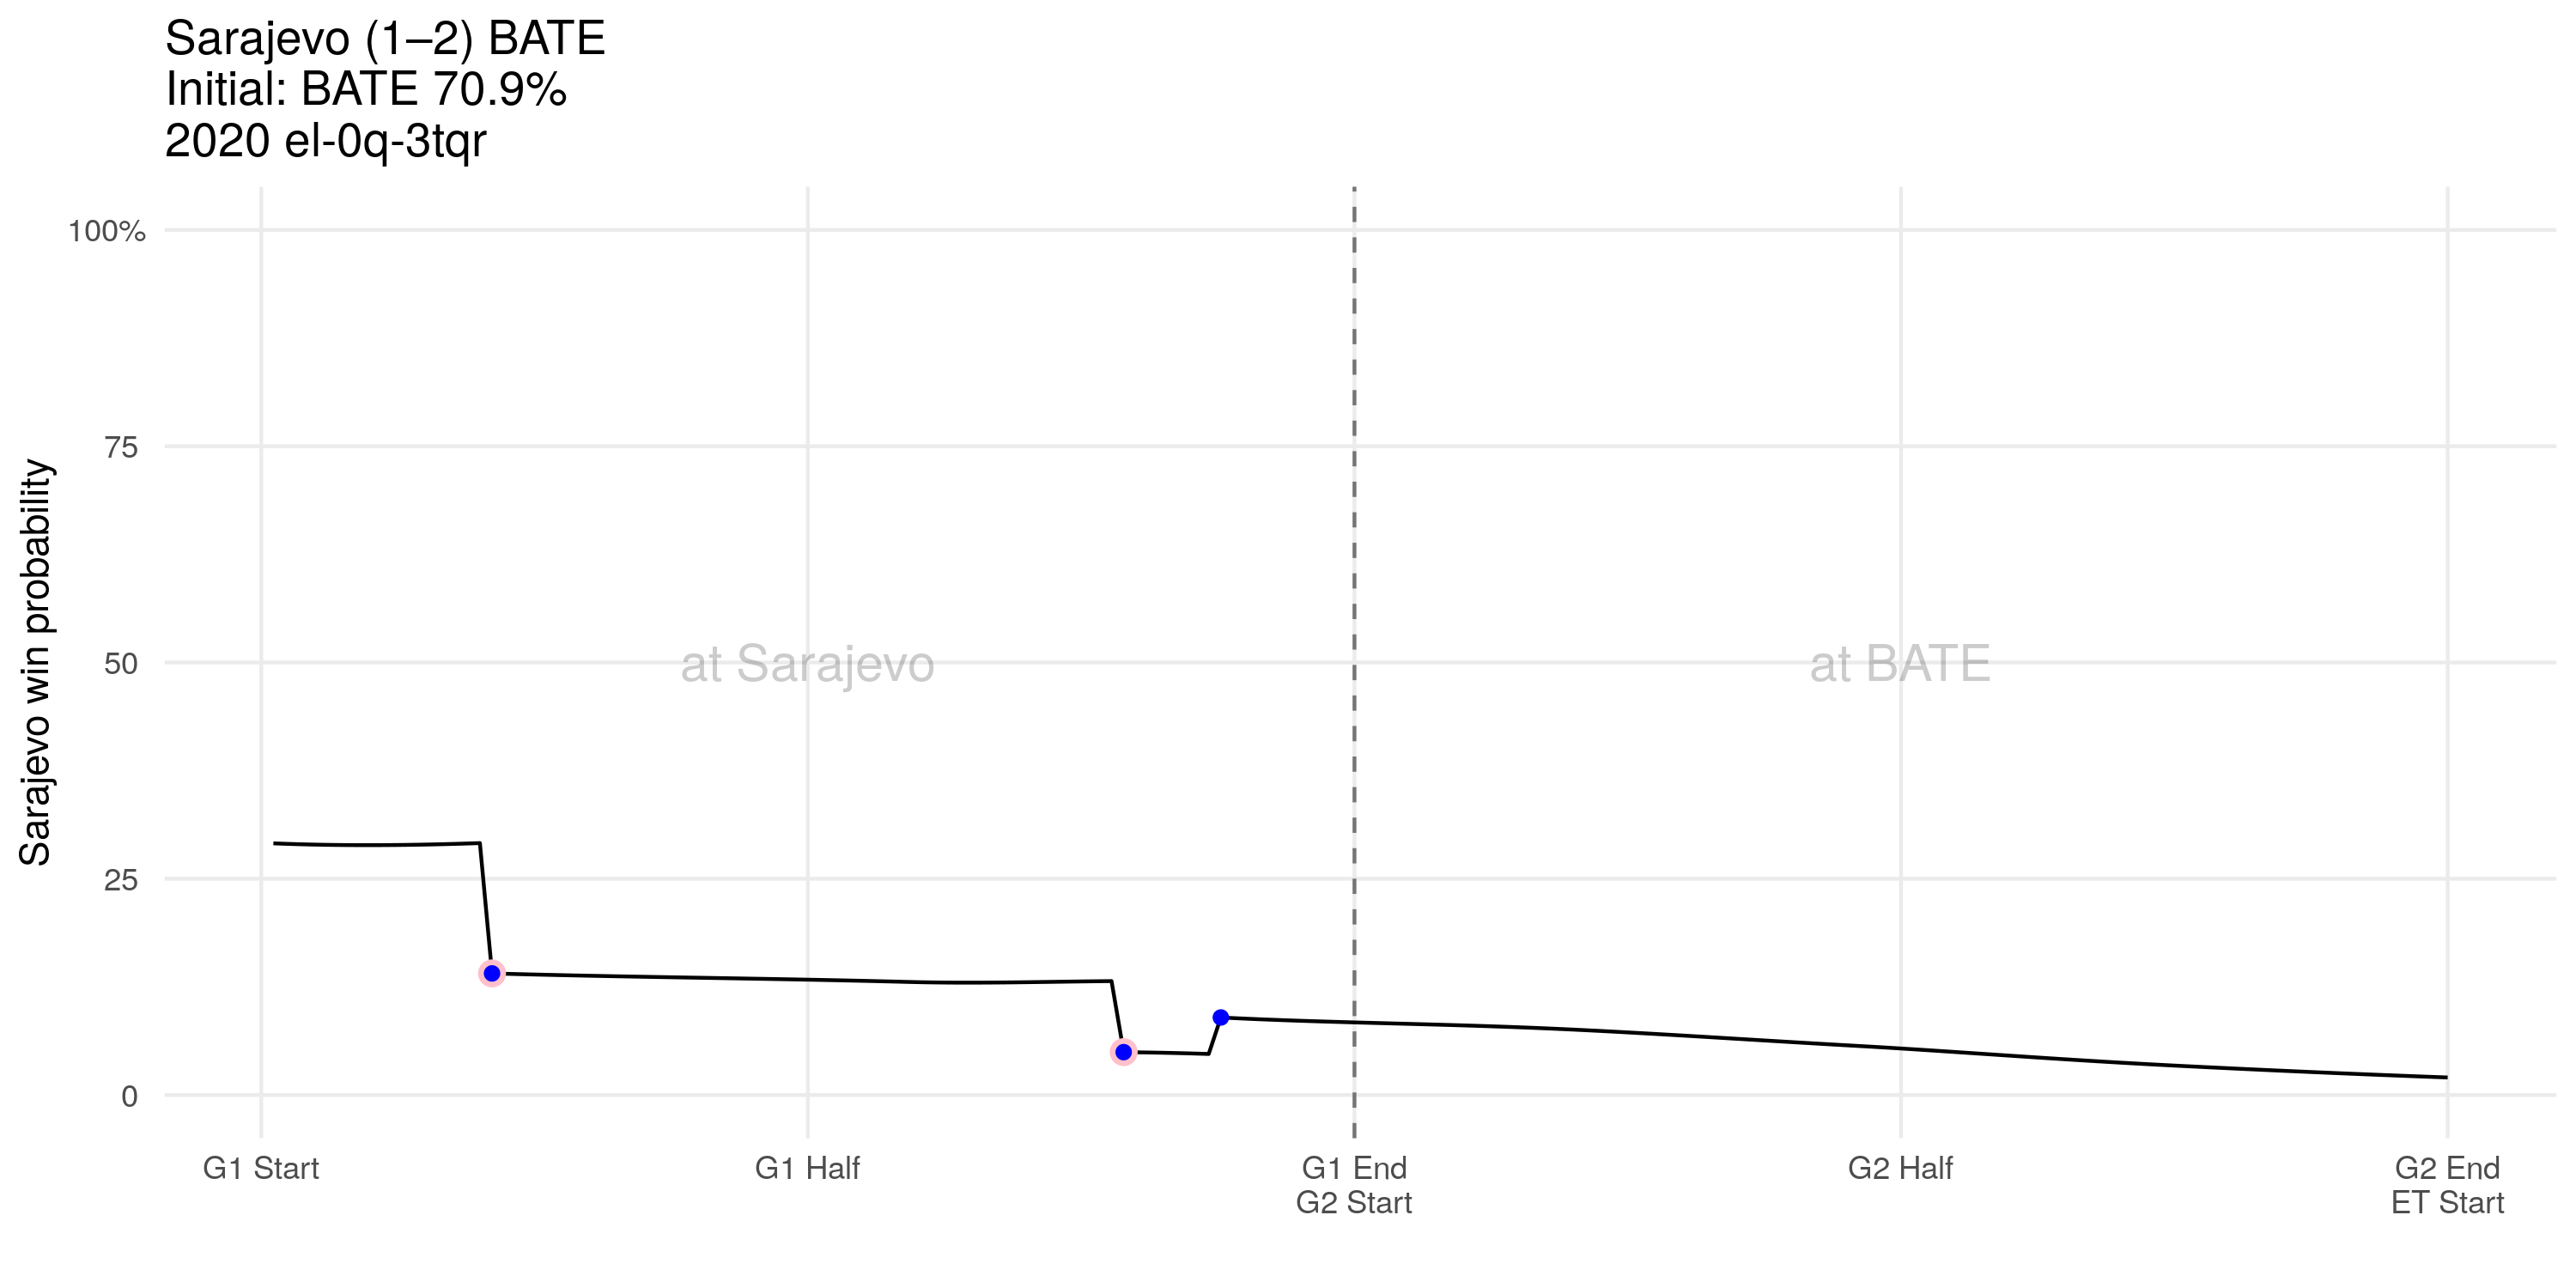 Sarajevo (1–2) BATE
Initial: BATE 70.9%
2020 el-0q-3tqr
Sarajevo win probability
100%
75
50
25
0
at Sarajevo
at BATE
G1 Start
G1 Half
G1 End
G2 Start
G2 Half
G2 End
ET Start